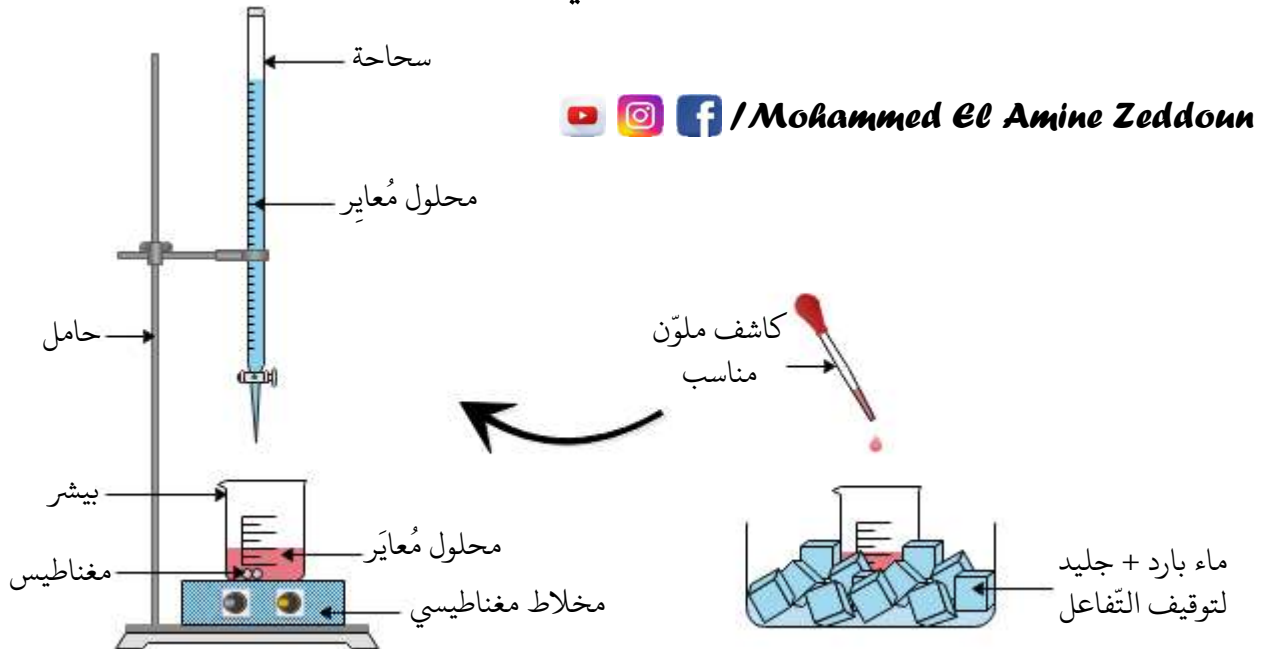 سحاحة
/Mohammed El Amine Zeddoun
محلول مُعايِر
حامل
كاشف ملوّن
مناسب
بيشر
محلول مُعايَر
مغناطيس
مخلاط مغناطيسي
ماء بارد + جليد
لتوقيف التّفاعل